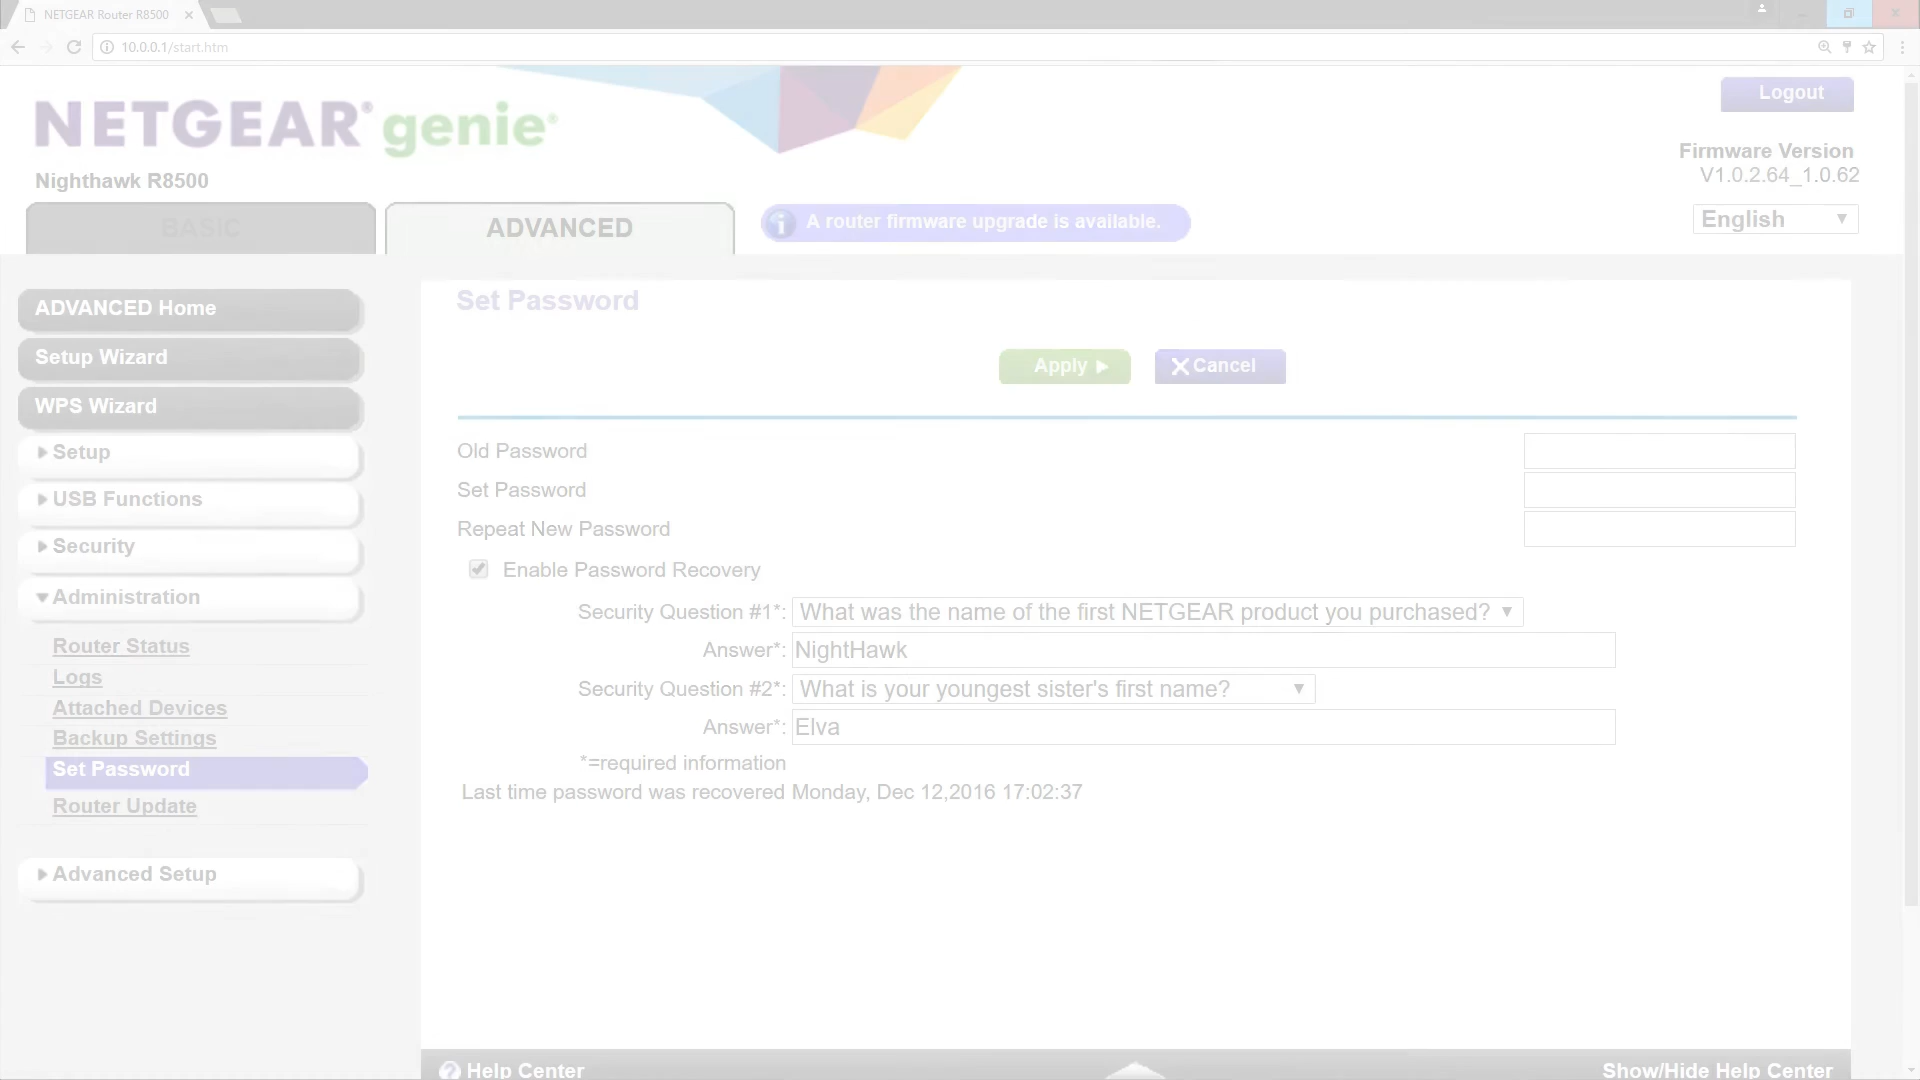 NETGEAR Router R8500
10.0.0.1/start.htm
NETGEAR® genie®
Logout
Nighthawk R8500
Firmware Version
V1.0.2.64_1.0.62
BASIC
ADVANCED
A router firmware upgrade is available.
English
ADVANCED Home
Setup Wizard
WPS Wizard
Setup
USB Functions
Security
Administration
Router Status
Logs
Attached Devices
Backup Settings
Set Password
Router Update
Advanced Setup
Set Password
Apply
Cancel
Old Password
Set Password
Repeat New Password
Enable Password Recovery
Security Question #1*: What was the name of the first NETGEAR product you purchased?
Answer*: NightHawk
Security Question #2*: What is your youngest sister's first name?
Answer*: Elva
*=required information
Last time password was recovered Monday, Dec 12,2016 17:02:37
Help Center
Show/Hide Help Center